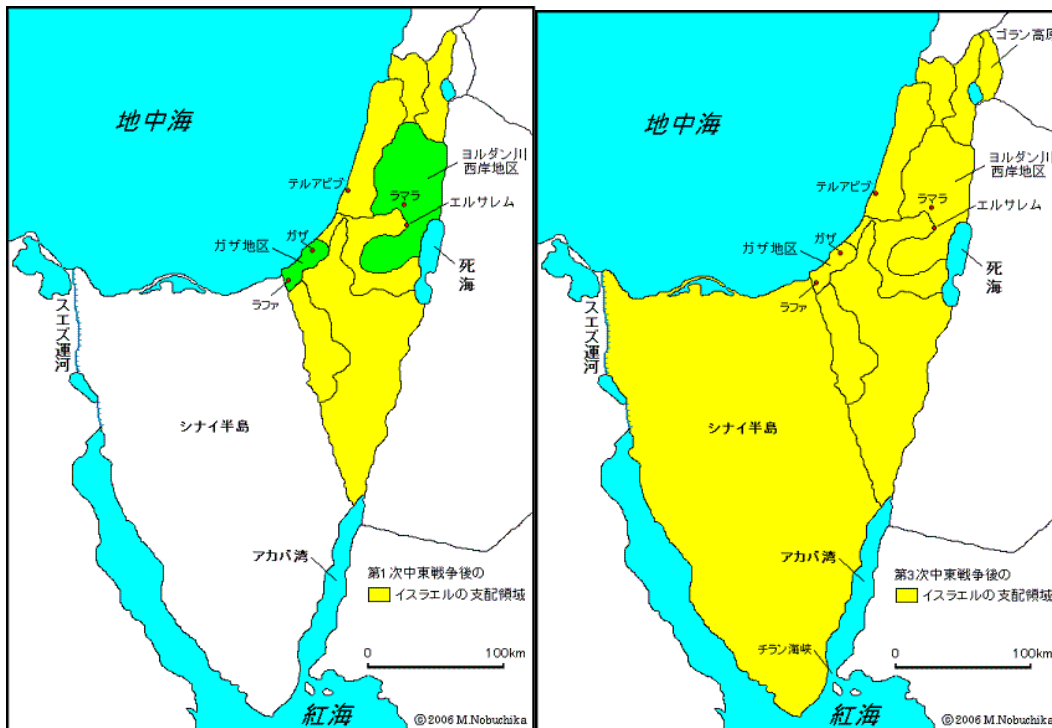 地中海
ヨルダン川
西岸地区
テルアビブ
ラマラ
エルサレム
ガザ
ガザ地区
死海
ラファ
スエズ運河
シナイ半島
アカバ湾
第1次中東戦争後の
イスラエルの支配領域
0 100km
紅海
©2006 M.Nobuchika
ゴラン高原
地中海
ヨルダン川
西岸地区
テルアビブ
ラマラ
エルサレム
ガザ
ガザ地区
死海
ラファ
スエズ運河
シナイ半島
アカバ湾
第3次中東戦争後の
イスラエルの支配領域
チラン海峡
0 100km
紅海
©2006 M.Nobuchika